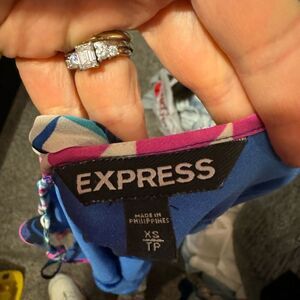 EXPRESS
MADE IN
PHILIPPINES
XS
TP